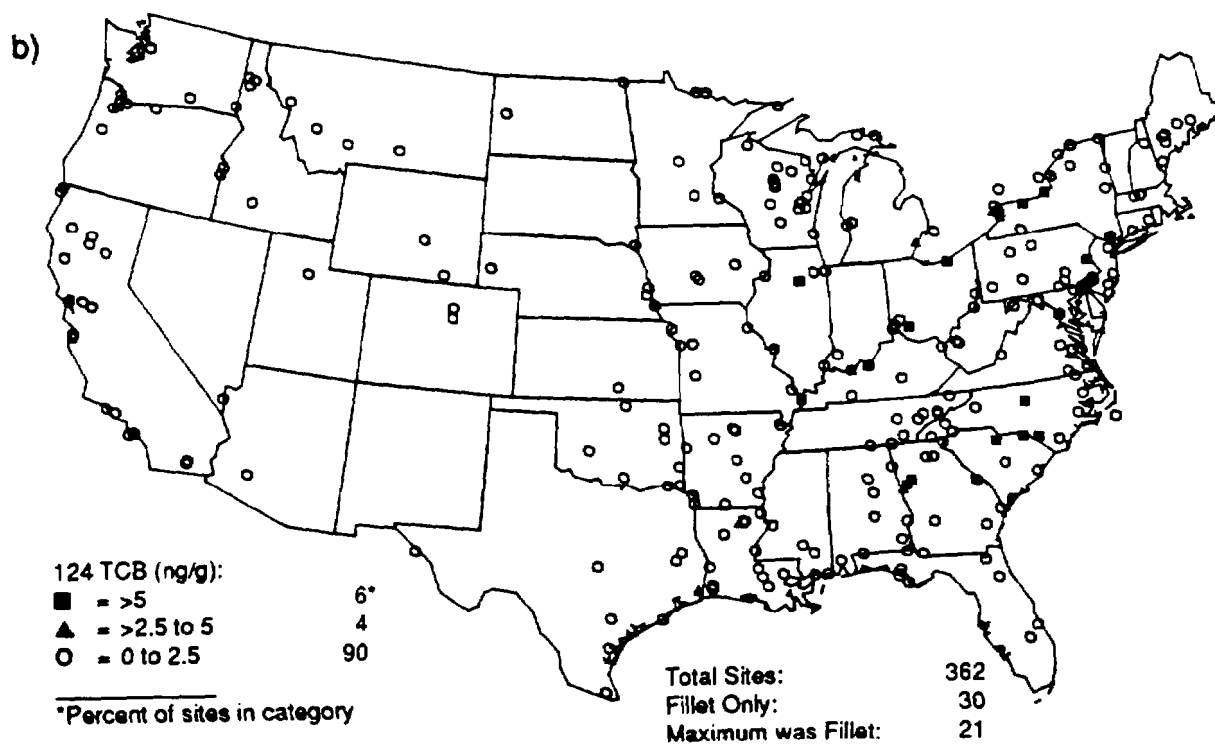 b)
124 TCB (ng/g):
■ = >5 6*
▲ = >2.5 to 5 4
○ = 0 to 2.5 90
*Percent of sites in category
Total Sites: 362
Fillet Only: 30
Maximum was Fillet: 21